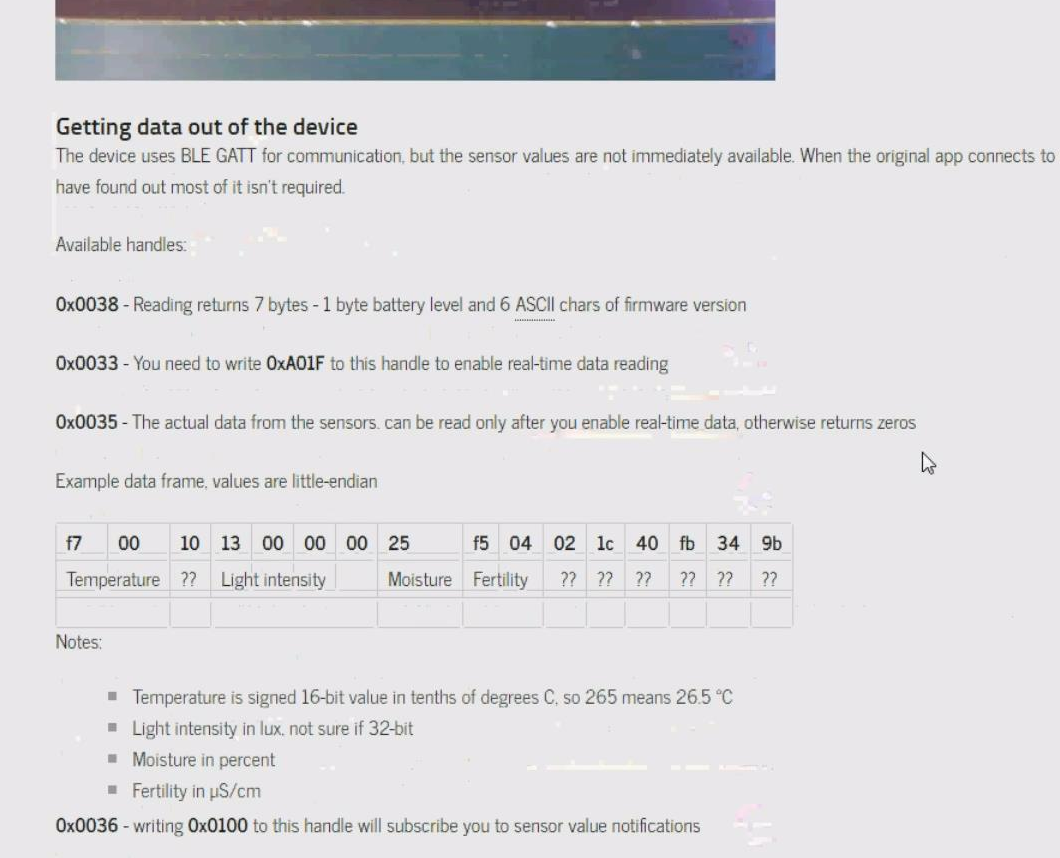 Getting data out of the device
The device uses BLE GATT for communication, but the sensor values are not immediately available. When the original app connects to
have found out most of it isn't required.
Available handles:
0x0038 - Reading returns 7 bytes - 1 byte battery level and 6 ASCII chars of firmware version
0x0033 - You need to write 0xA01F to this handle to enable real-time data reading
0x0035 - The actual data from the sensors. can be read only after you enable real-time data, otherwise returns zeros
Example data frame, values are little-endian
f7 00 10 13 00 00 00 25 f5 04 02 1c 40 fb 34 9b
Temperature ?? Light intensity Moisture Fertility ?? ?? ?? ?? ?? ??
Notes:
Temperature is signed 16-bit value in tenths of degrees C, so 265 means 26.5 °C
Light intensity in lux, not sure if 32-bit
Moisture in percent
Fertility in µS/cm
0x0036 - writing 0x0100 to this handle will subscribe you to sensor value notifications